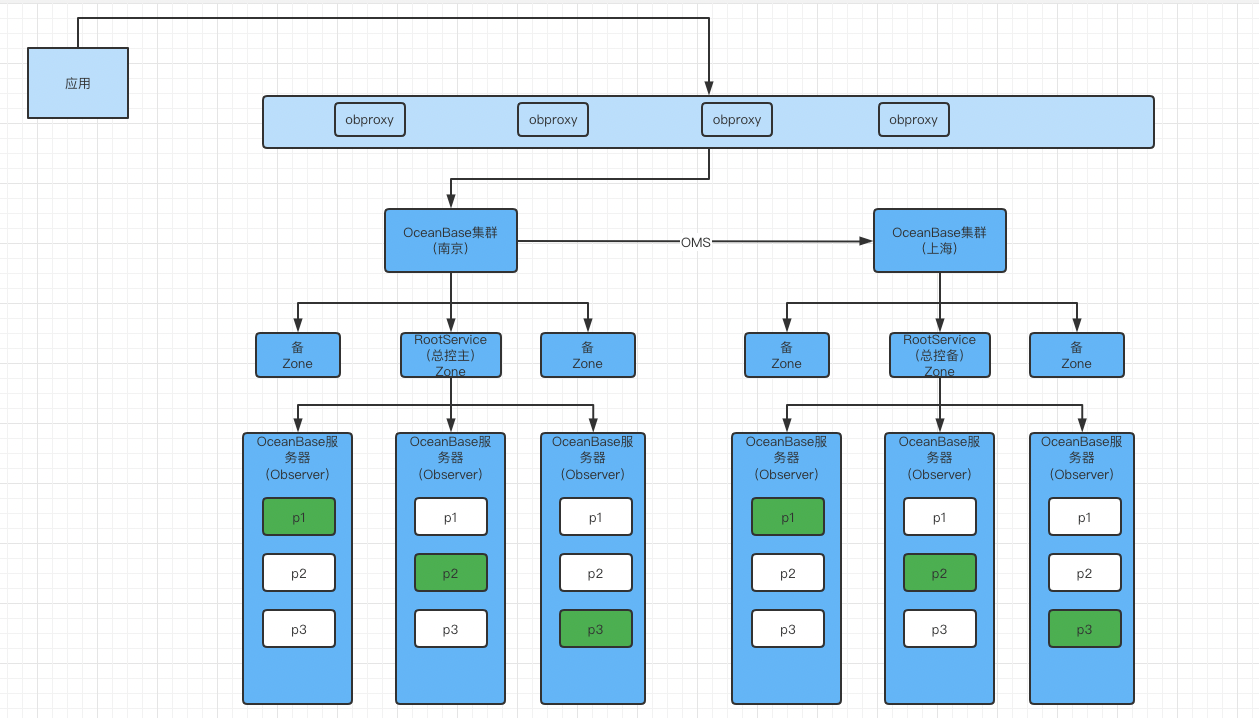 应用
obproxy
obproxy
obproxy
obproxy
OceanBase集群
（南京）
OMS
OceanBase集群
（上海）
备
Zone
RootService
（总控主）
Zone
备
Zone
备
Zone
RootService
（总控备）
Zone
备
Zone
OceanBase服
务器
（Observer）
p1
p2
p3
OceanBase服
务器
（Observer）
p1
p2
p3
OceanBase服
务器
（Observer）
p1
p2
p3
OceanBase服
务器
（Observer）
p1
p2
p3
OceanBase服
务器
（Observer）
p1
p2
p3
OceanBase服
务器
（Observer）
p1
p2
p3